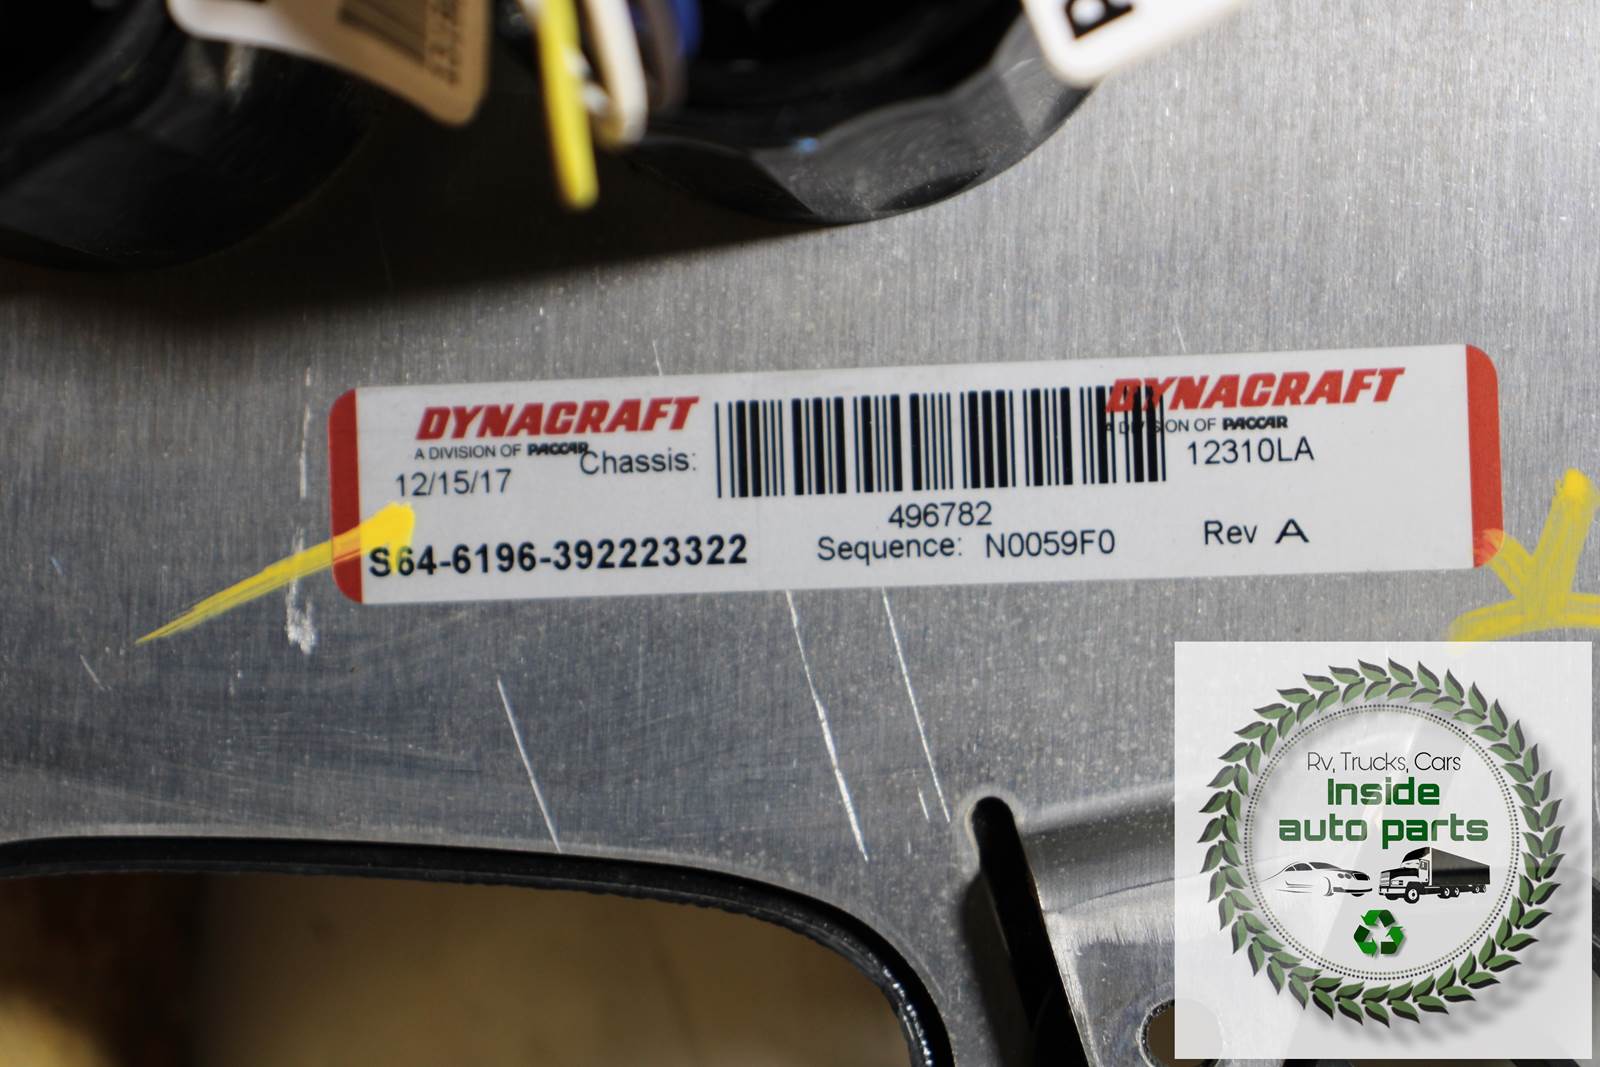 P
DYNACRAFT
A DIVISION OF PACCAR
12/15/17
Chassis:
496782
DYNACRAFT
A DIVISION OF PACCAR
12310LA
S64-6196-392223322
Sequence: N0059F0
Rev A
Rv, Trucks, Cars
Inside
auto parts